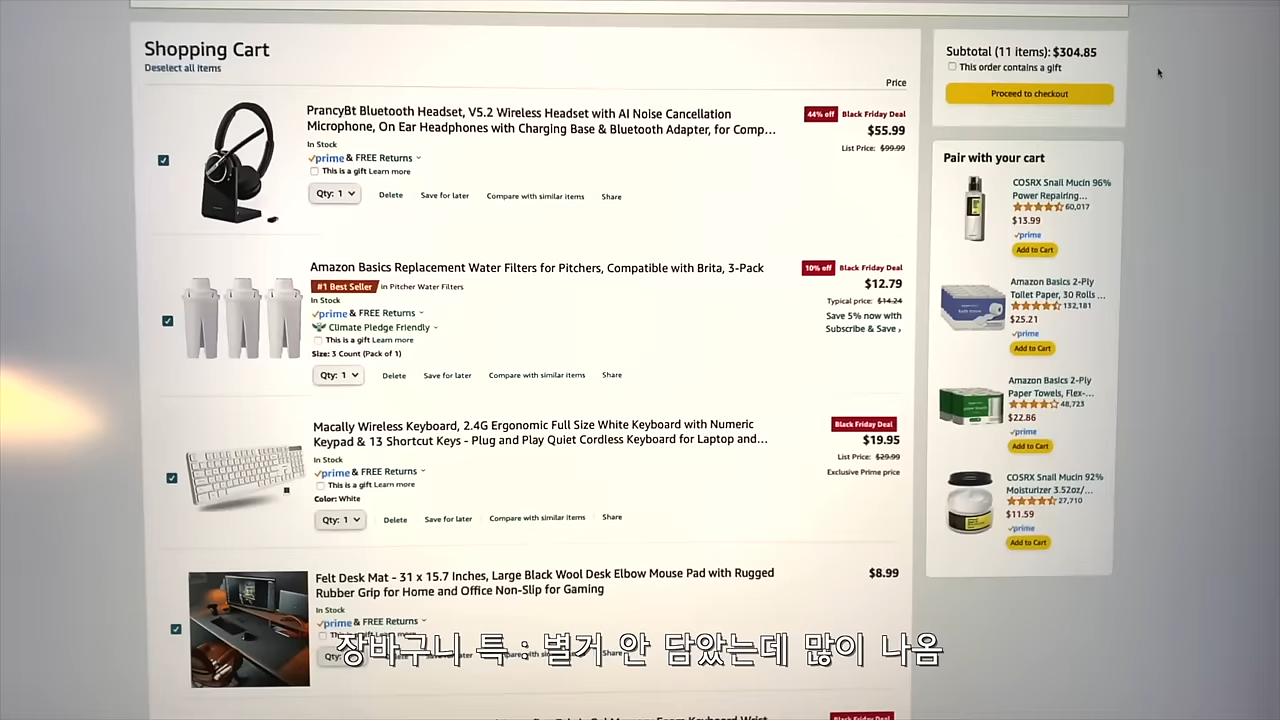 Shopping Cart
Deselect all items
Price
PrancyBt Bluetooth Headset, V5.2 Wireless Headset with AI Noise Cancellation
Microphone, On Ear Headphones with Charging Base & Bluetooth Adapter, for Comp...
In Stock
prime & FREE Returns
This is a gift Learn more
Qty: 1
Delete
Save for later
Compare with similar items
Share
44% off Black Friday Deal
$55.99
List Price: $99.99
Amazon Basics Replacement Water Filters for Pitchers, Compatible with Brita, 3-Pack
#1 Best Seller in Pitcher Water Filters
In Stock
prime & FREE Returns
Climate Pledge Friendly
This is a gift Learn more
Size: 3 Count (Pack of 1)
Qty: 1
Delete
Save for later
Compare with similar items
Share
10% off Black Friday Deal
$12.79
Typical price: $14.24
Save 5% now with
Subscribe & Save
Macally Wireless Keyboard, 2.4G Ergonomic Full Size White Keyboard with Numeric
Keypad & 13 Shortcut Keys - Plug and Play Quiet Cordless Keyboard for Laptop and...
In Stock
prime & FREE Returns
This is a gift Learn more
Color: White
Qty: 1
Delete
Save for later
Compare with similar items
Share
Black Friday Deal
$19.95
List Price: $29.99
Exclusive Prime price
Felt Desk Mat - 31 x 15.7 Inches, Large Black Wool Desk Elbow Mouse Pad with Rugged
Rubber Grip for Home and Office Non-Slip for Gaming
In Stock
prime & FREE Returns
$8.99
장바구니 특 : 별거 안 담았는데 많이 나옴
Black Friday Deal
Subtotal (11 items): $304.85
This order contains a gift
Proceed to checkout
Pair with your cart
COSRX Snail Mucin 96%
Power Repairing...
60,017
$13.99
prime
Add to Cart
Amazon Basics 2-Ply
Toilet Paper, 30 Rolls ...
132,181
$25.21
prime
Add to Cart
Amazon Basics 2-Ply
Paper Towels, Flex-...
48,723
$22.86
prime
Add to Cart
COSRX Snail Mucin 92%
Moisturizer 3.52oz/...
27,710
$11.59
prime
Add to Cart